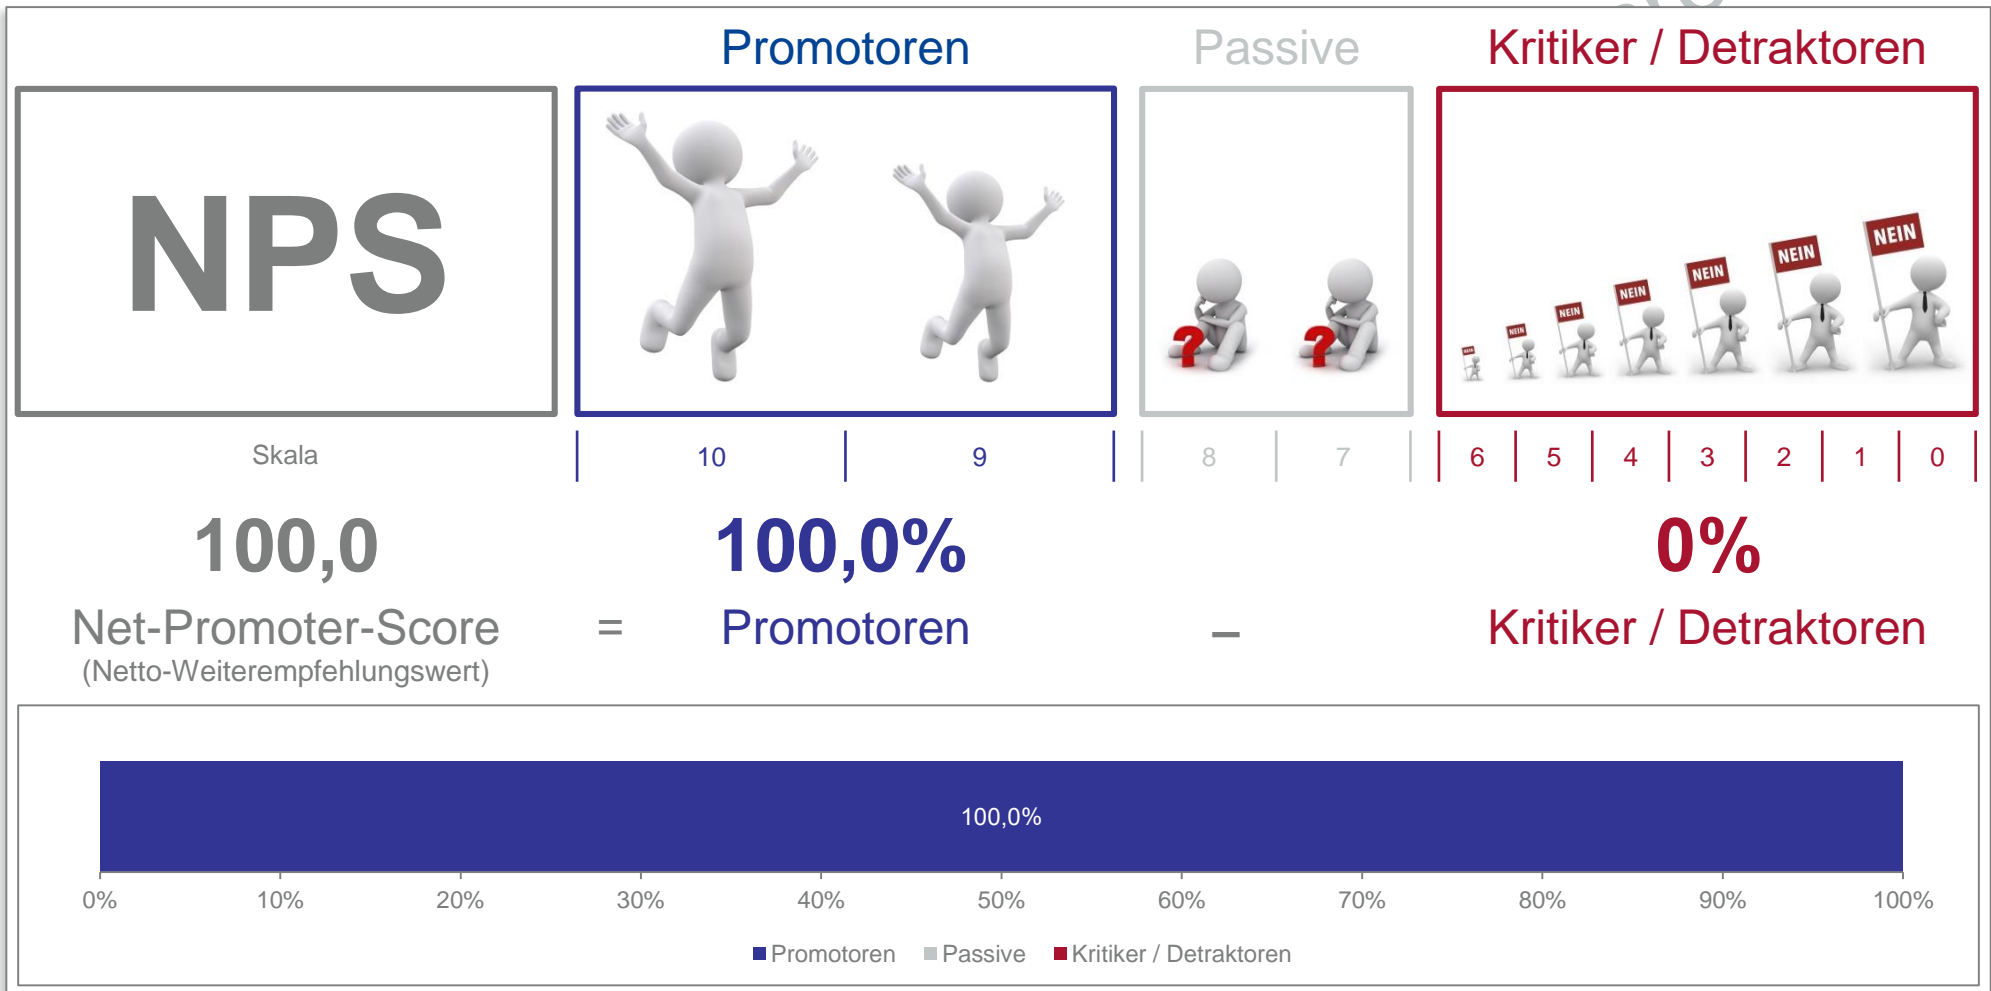 Promotoren Passive Kritiker / Detraktoren
NPS
NEIN NEIN NEIN NEIN NEIN NEIN NEIN
? ?
Skala 10 9 8 7 6 5 4 3 2 1 0
100,0 100,0% 0%
Net-Promoter-Score = Promotoren – Kritiker / Detraktoren
(Netto-Weiterempfehlungswert)
100,0%
0% 10% 20% 30% 40% 50% 60% 70% 80% 90% 100%
Promotoren Passive Kritiker / Detraktoren